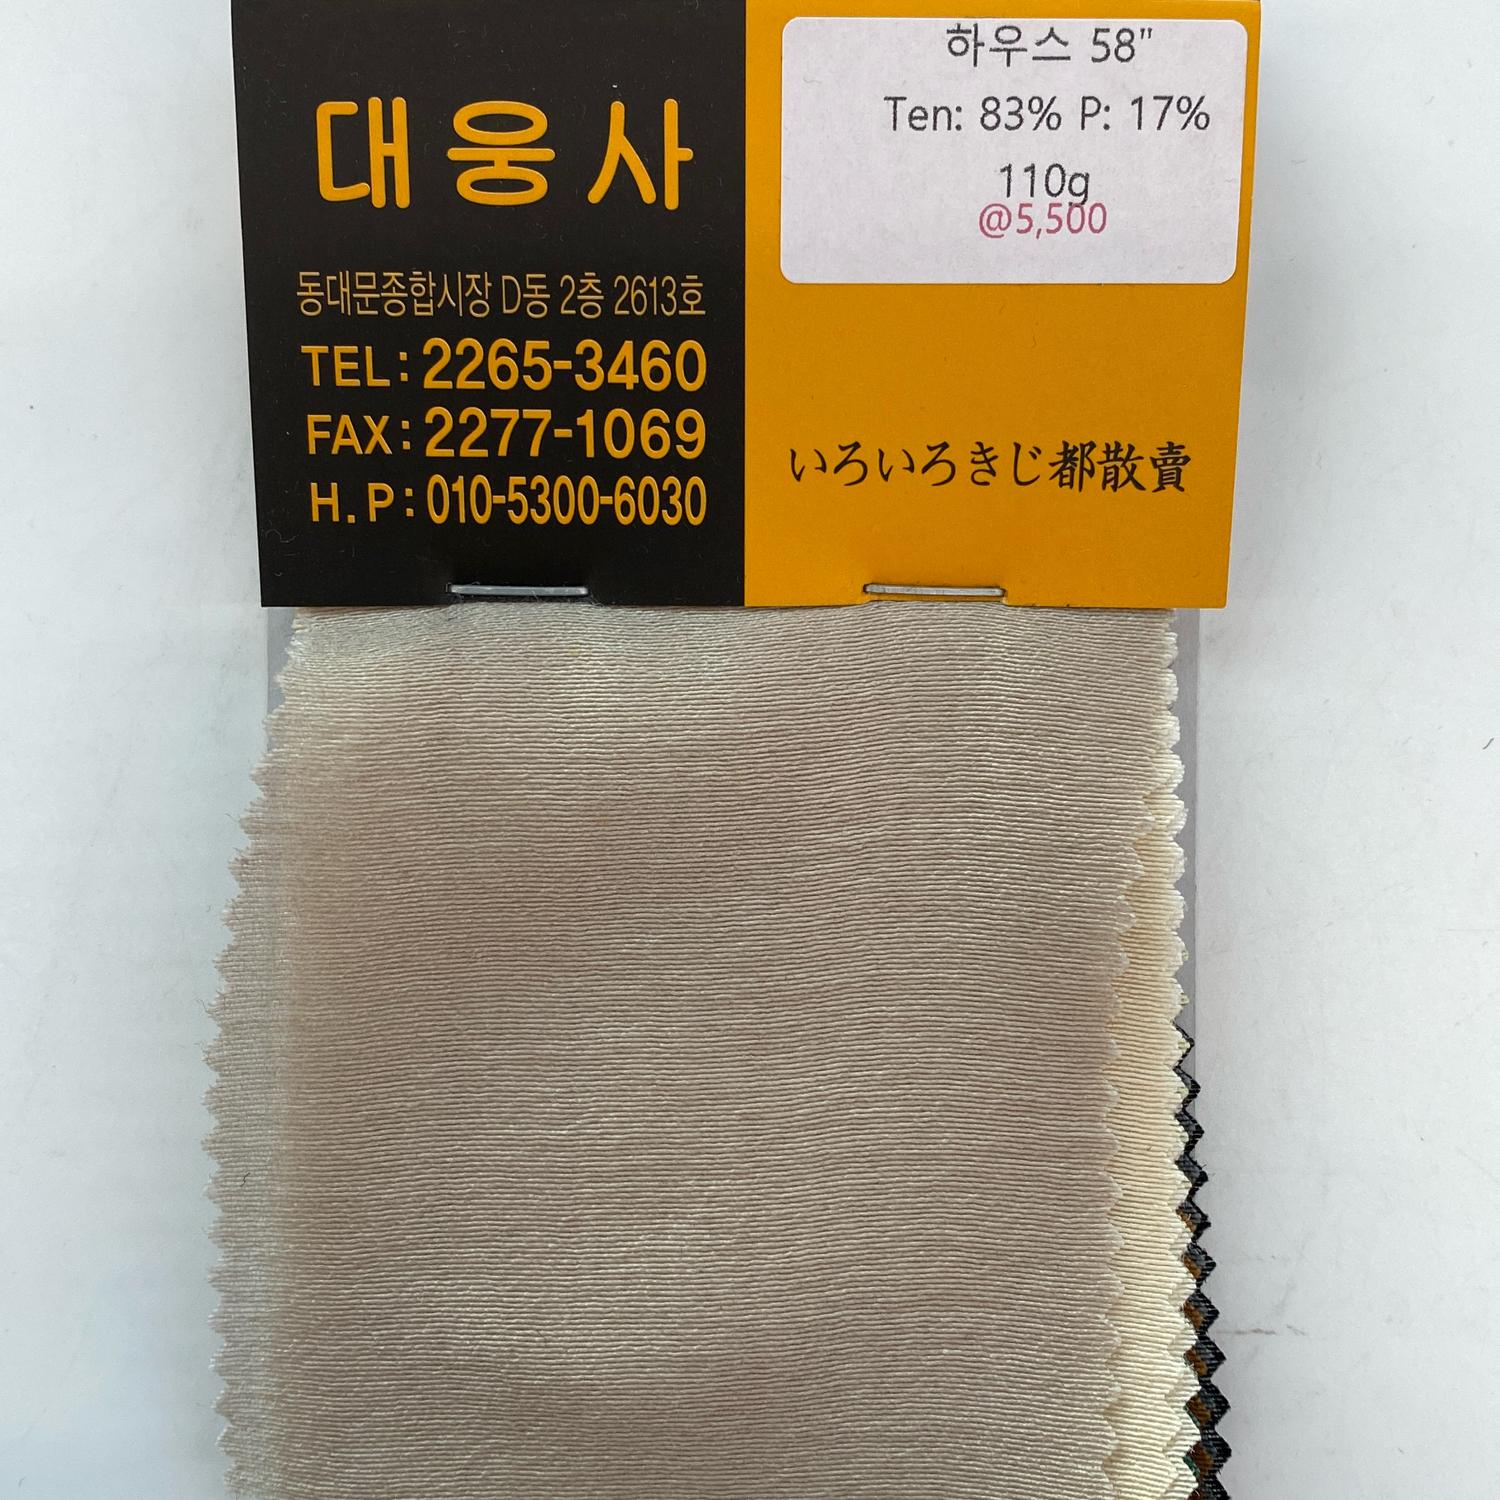 대웅사
동대문종합시장 D동 2층 2613호
TEL: 2265-3460
FAX: 2277-1069
H.P: 010-5300-6030
하우스 58"
Ten: 83% P: 17%
110g
@5,500
いろいろきじ都散賣